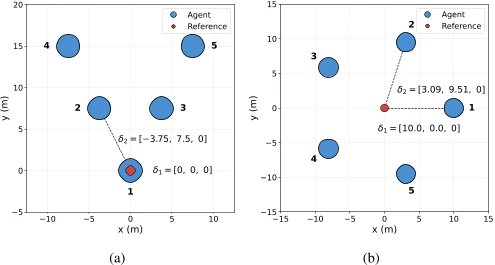 20
15
10
5
0
−5
−10
−5
0
5
10
y (m)
x (m)
Agent
Reference
4
5
2
3
δ₂ = [−3.75, 7.5, 0]
δ₁ = [0, 0, 0]
1
(a)
15
10
5
0
−5
−10
−15
−15
−10
−5
0
5
10
15
y (m)
x (m)
Agent
Reference
2
3
δ₂ = [3.09, 9.51, 0]
1
δ₁ = [10.0, 0.0, 0]
4
5
(b)